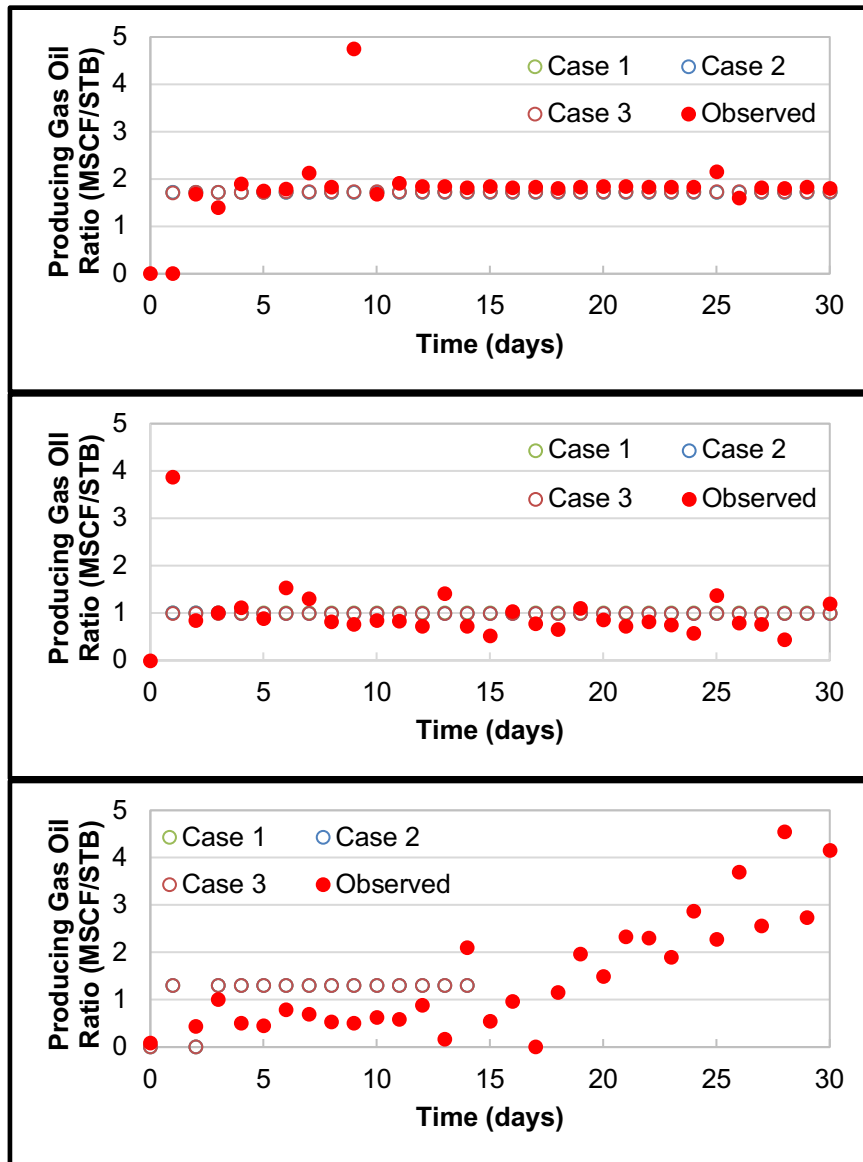 Producing Gas Oil
Ratio (MSCF/STB)
5
4
3
2
1
0
Case 1
Case 2
Case 3
Observed
0 5 10 15 20 25 30
Time (days)
Producing Gas OIl
Ratio (MSCF/STB)
5
4
3
2
1
0
Case 1
Case 2
Case 3
Observed
0 5 10 15 20 25 30
Time (days)
Producing Gas Oil
Ratio (MSCF/STB)
5
4
3
2
1
0
Case 1
Case 2
Case 3
Observed
0 5 10 15 20 25 30
Time (days)